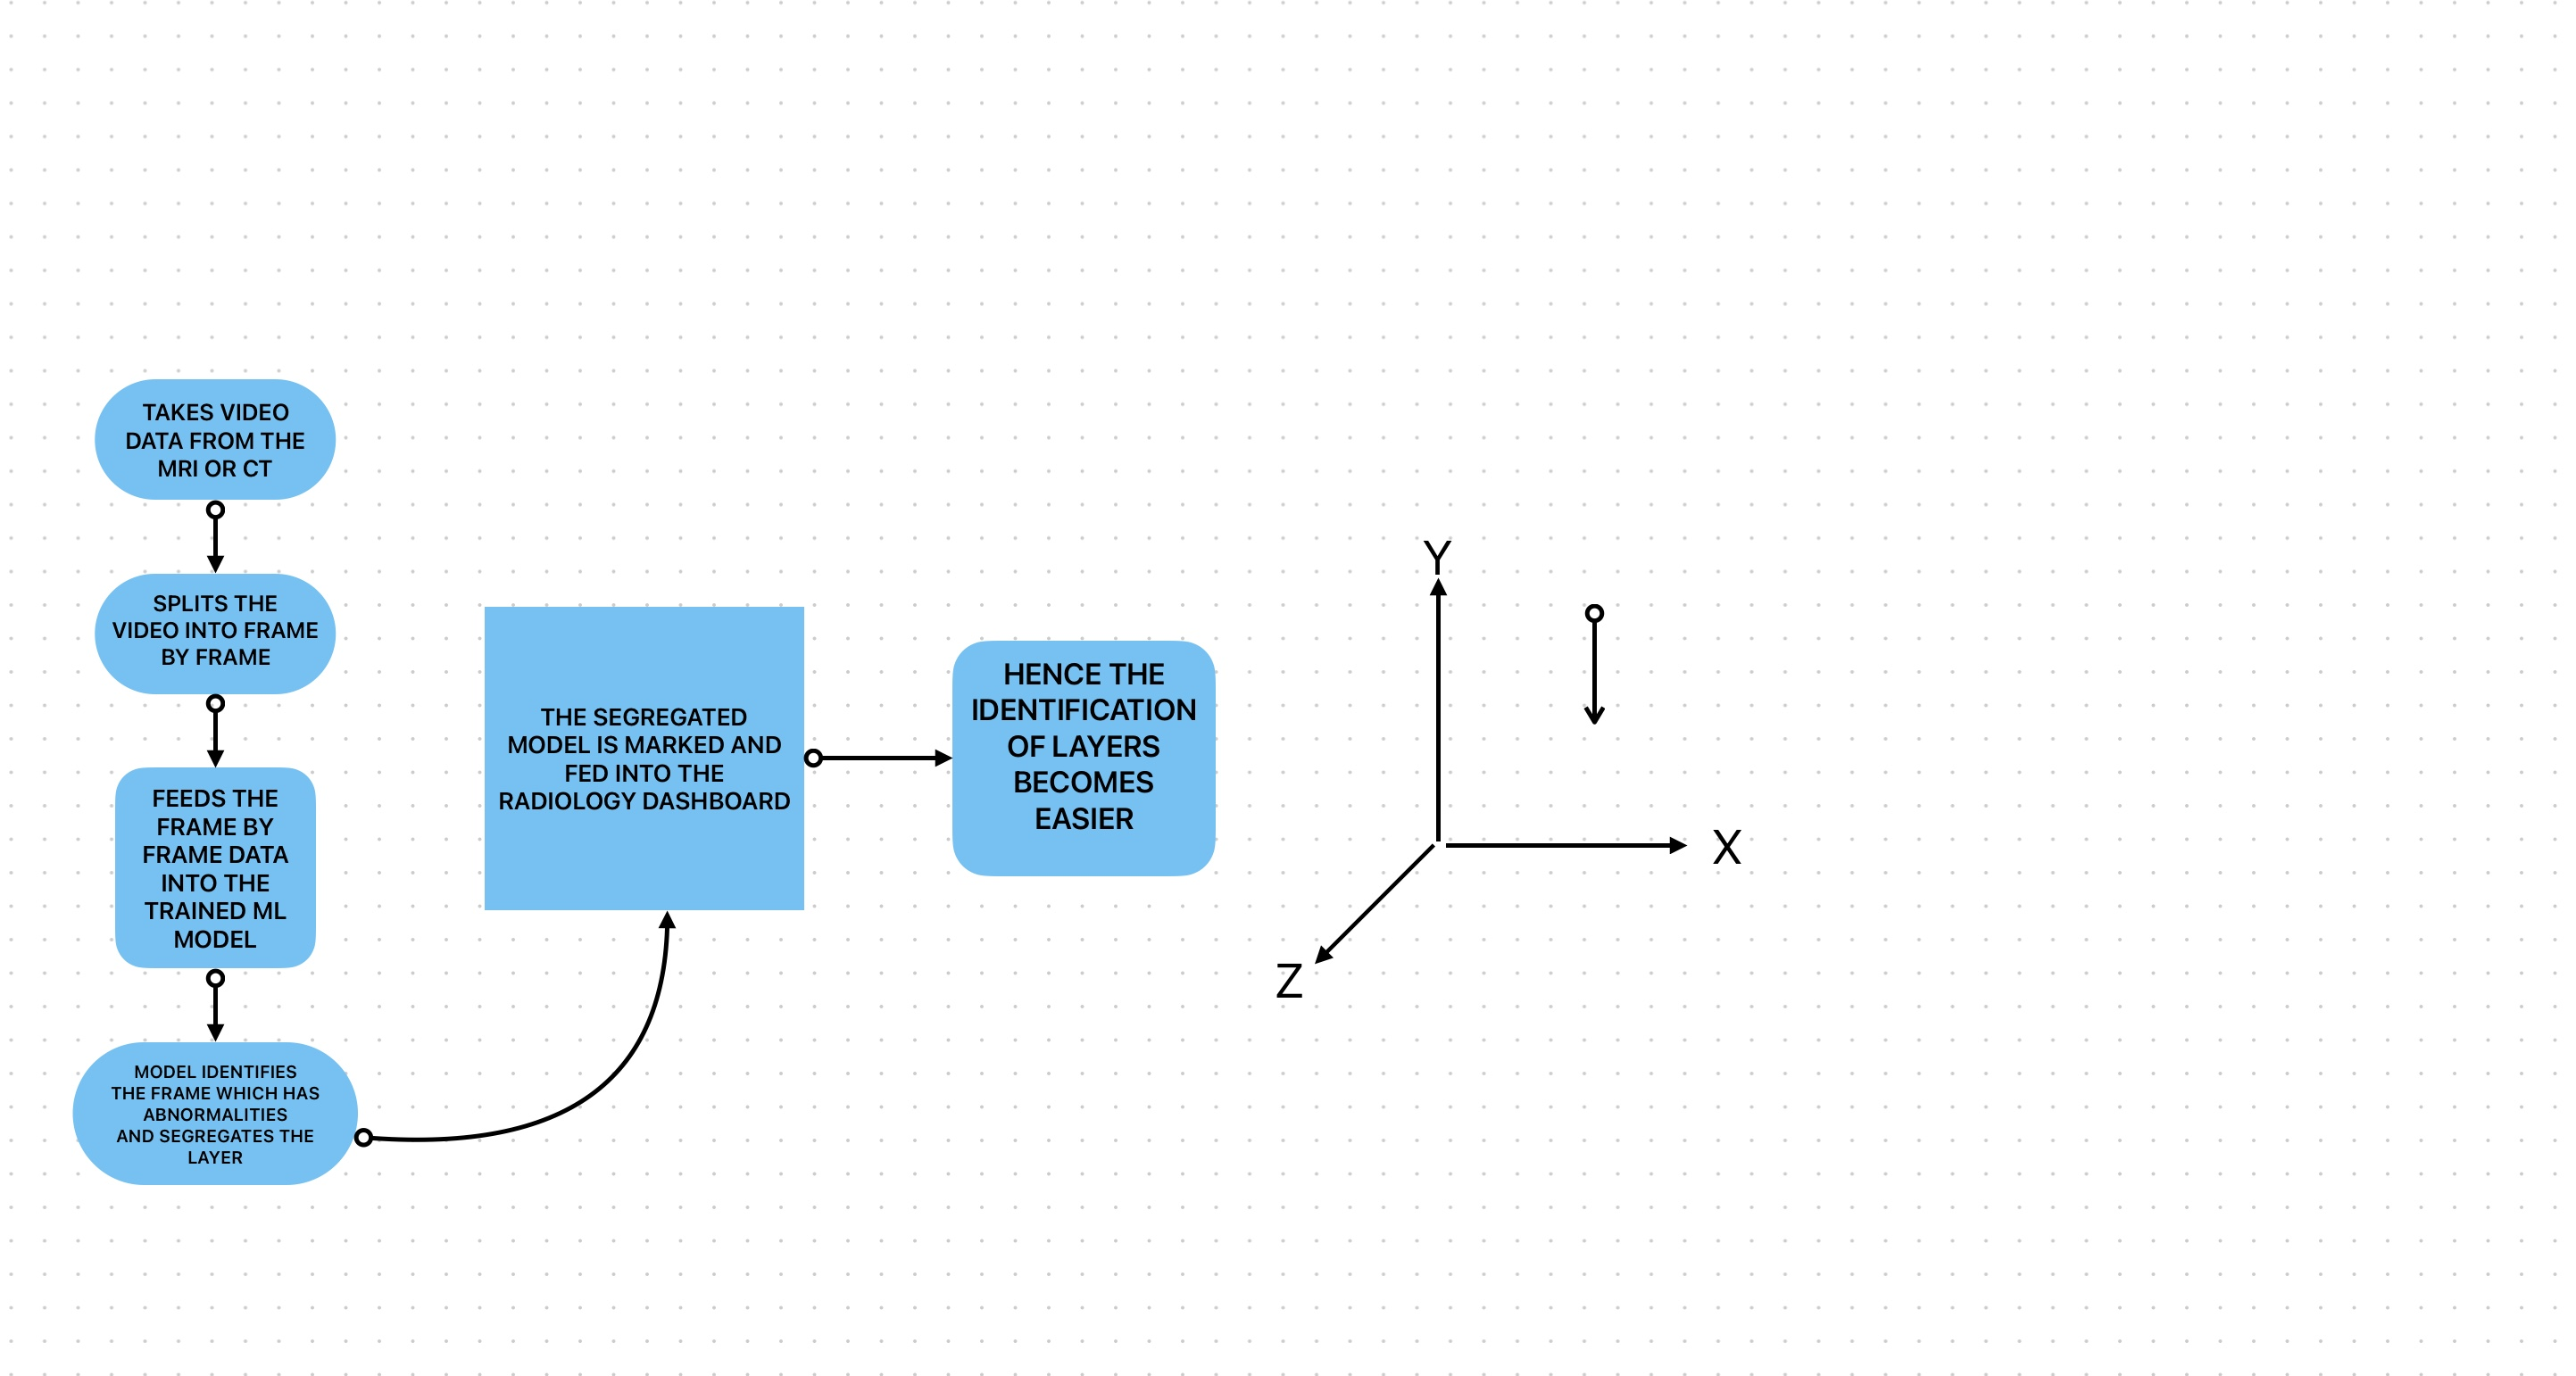 TAKES VIDEO
DATA FROM THE
MRI OR CT
SPLITS THE
VIDEO INTO FRAME
BY FRAME
FEEDS THE
FRAME BY
FRAME DATA
INTO THE
TRAINED ML
MODEL
MODEL IDENTIFIES
THE FRAME WHICH HAS
ABNORMALITIES
AND SEGREGATES THE
LAYER
THE SEGREGATED
MODEL IS MARKED AND
FED INTO THE
RADIOLOGY DASHBOARD
HENCE THE
IDENTIFICATION
OF LAYERS
BECOMES
EASIER
Y
X
Z